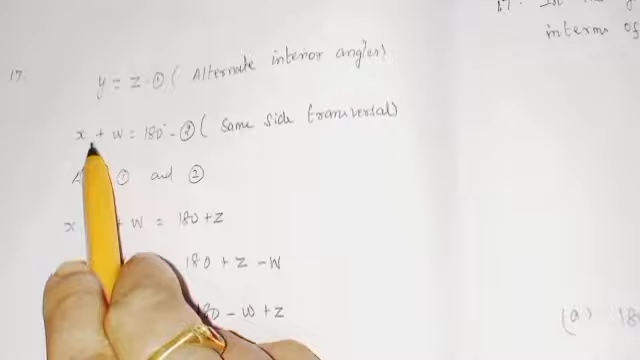 17.
y = z - ① (Alternate interior angles)
x + w = 180° - ② (Same side transversal)
① and ②
x + w = 180 + z
180 + z - w
180 - w + z
17.
interms of
(a)